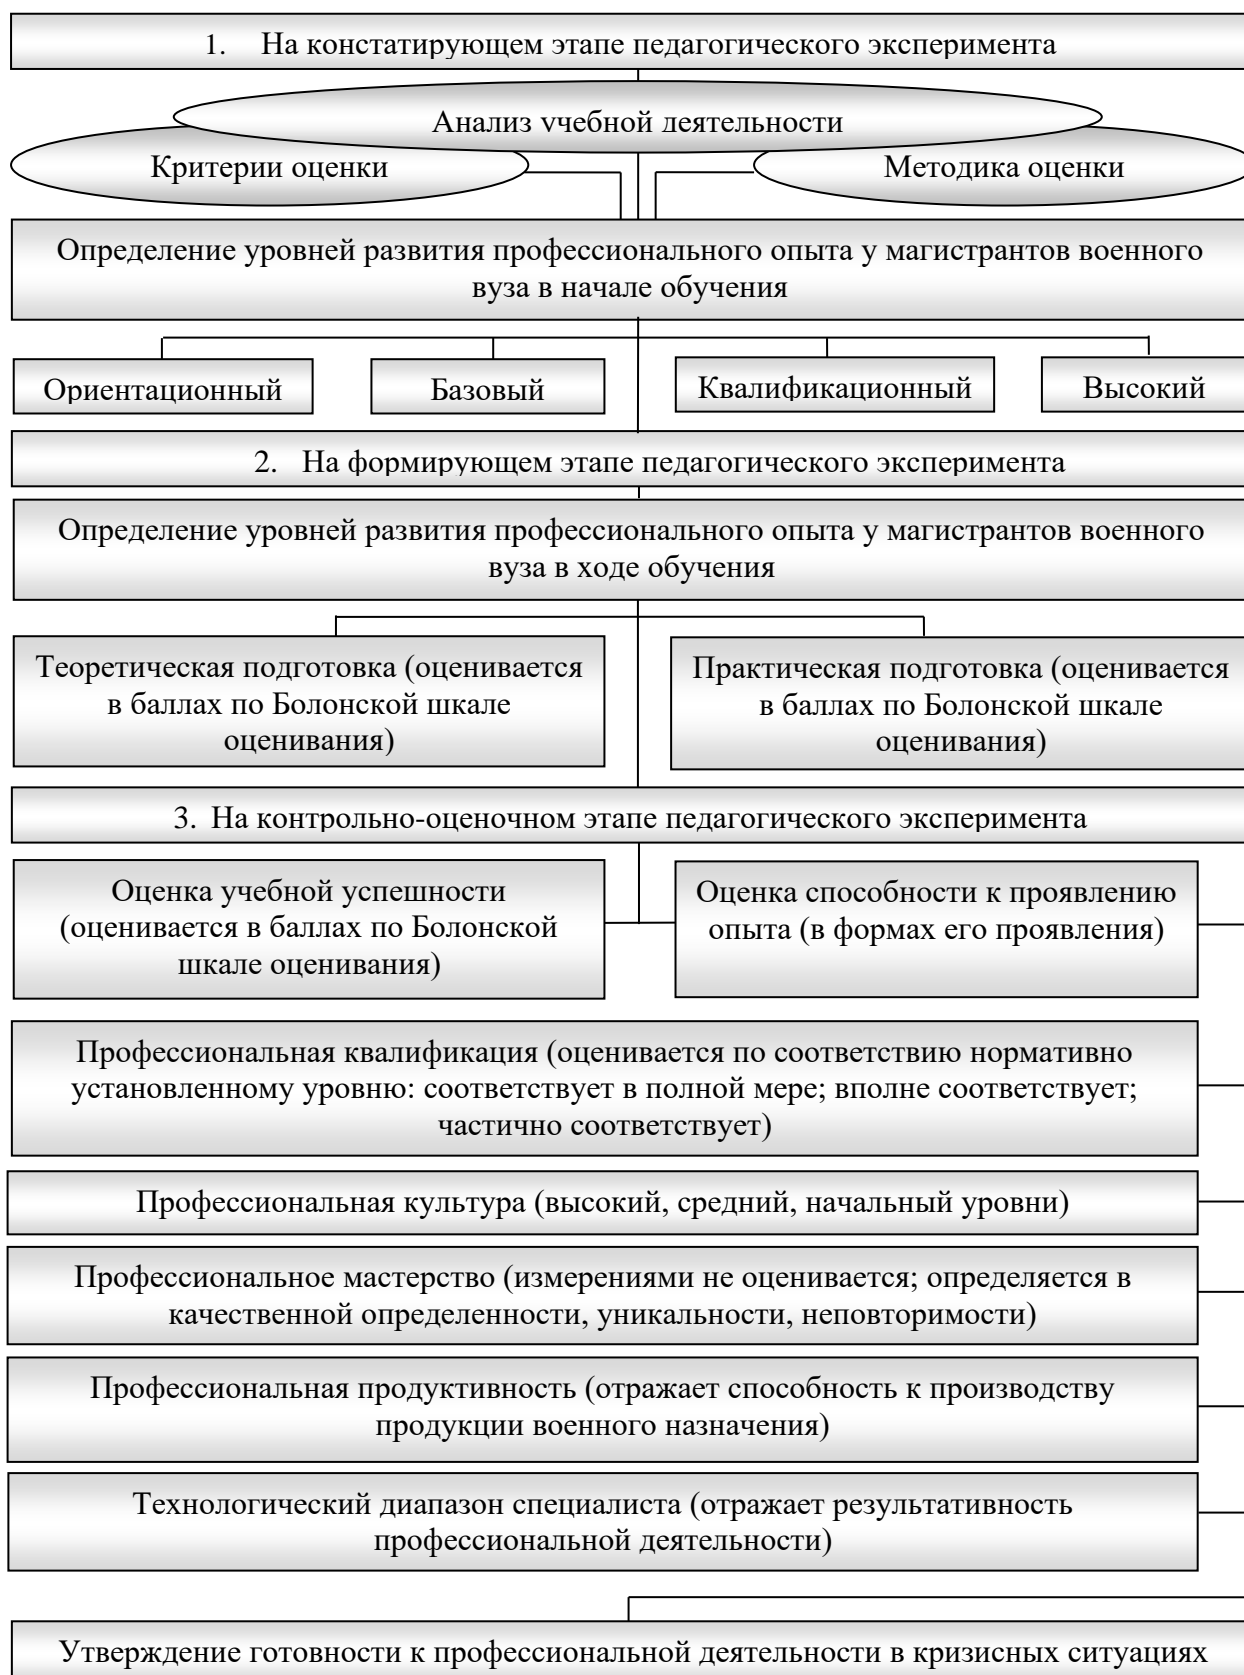 1. На констатирующем этапе педагогического эксперимента
Анализ учебной деятельности
Критерии оценки
Методика оценки
Определение уровней развития профессионального опыта у магистрантов военного
вуза в начале обучения
Ориентационный
Базовый
Квалификационный
Высокий
2. На формирующем этапе педагогического эксперимента
Определение уровней развития профессионального опыта у магистрантов военного
вуза в ходе обучения
Теоретическая подготовка (оценивается
в баллах по Болонской шкале
оценивания)
Практическая подготовка (оценивается
в баллах по Болонской шкале
оценивания)
3. На контрольно-оценочном этапе педагогического эксперимента
Оценка учебной успешности
(оценивается в баллах по Болонской
шкале оценивания)
Оценка способности к проявлению
опыта (в формах его проявления)
Профессиональная квалификация (оценивается по соответствию нормативно
установленному уровню: соответствует в полной мере; вполне соответствует;
частично соответствует)
Профессиональная культура (высокий, средний, начальный уровни)
Профессиональное мастерство (измерениями не оценивается; определяется в
качественной определенности, уникальности, неповторимости)
Профессиональная продуктивность (отражает способность к производству
продукции военного назначения)
Технологический диапазон специалиста (отражает результативность
профессиональной деятельности)
Утверждение готовности к профессиональной деятельности в кризисных ситуациях